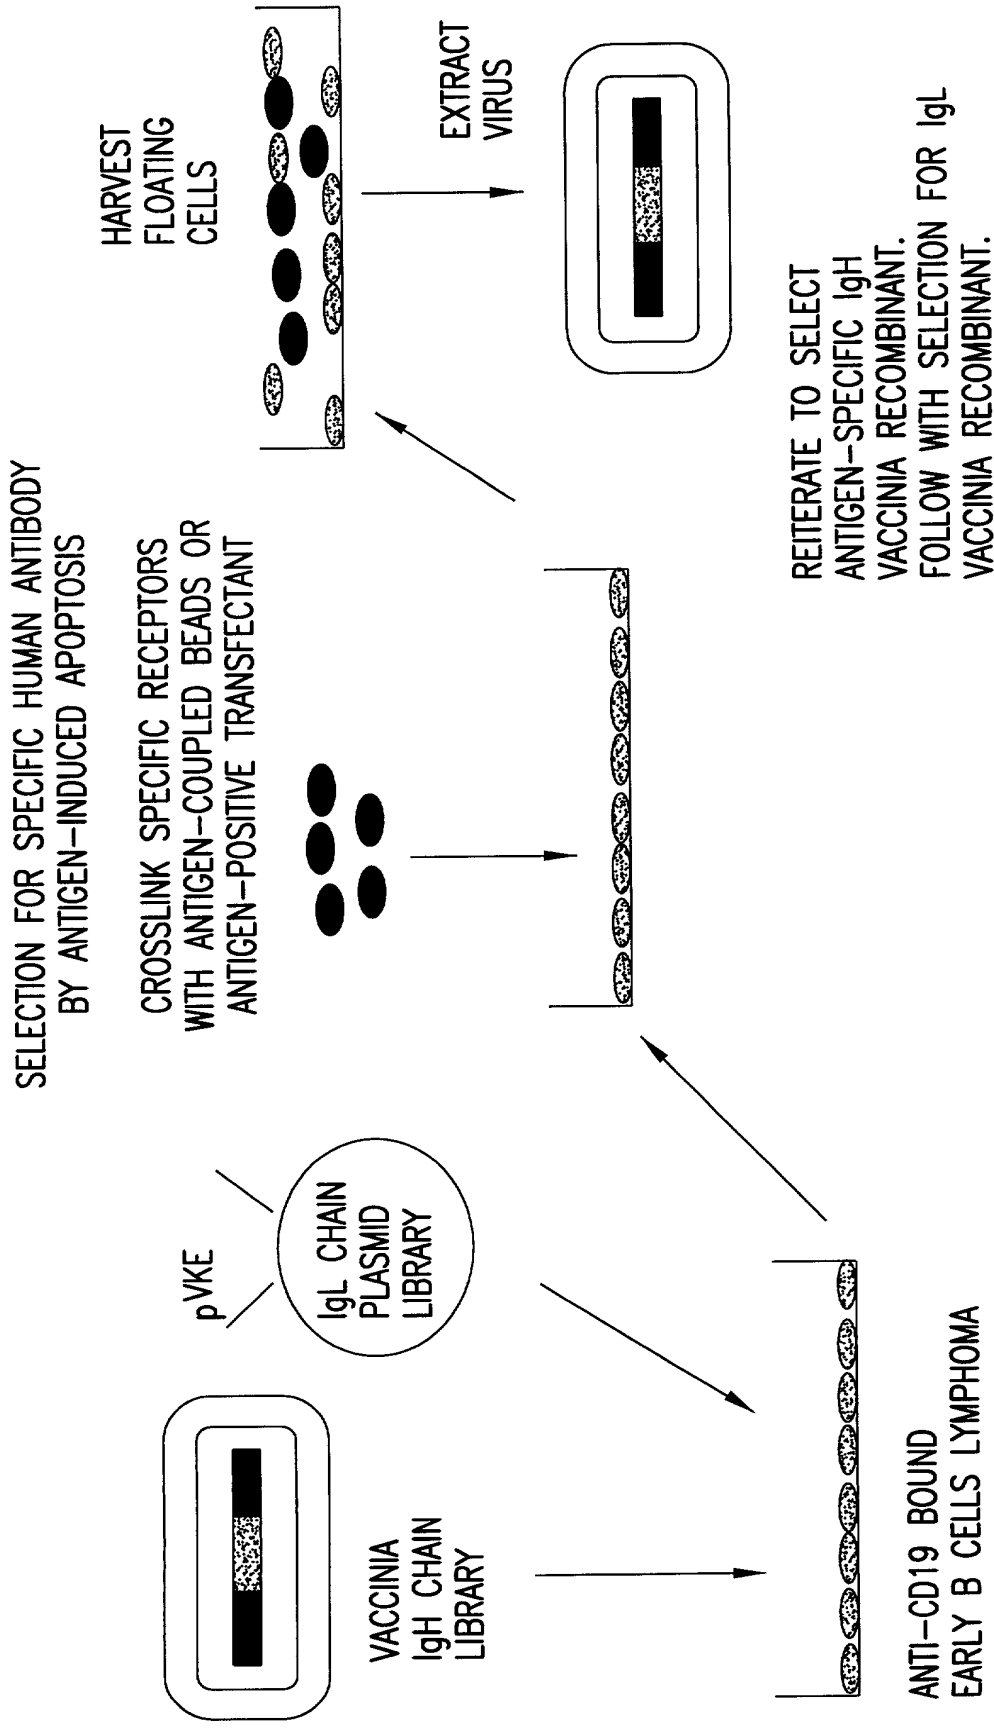 SELECTION FOR SPECIFIC HUMAN ANTIBODY
BY ANTIGEN-INDUCED APOPTOSIS
pVKE
IgL CHAIN
PLASMID
LIBRARY
VACCINIA
IgH CHAIN
LIBRARY
ANTI-CD19 BOUND
EARLY B CELLS LYMPHOMA
CROSSLINK SPECIFIC RECEPTORS
WITH ANTIGEN-COUPLED BEADS OR
ANTIGEN-POSITIVE TRANSFECTANT
HARVEST
FLOATING
CELLS
EXTRACT
VIRUS
REITERATE TO SELECT
ANTIGEN-SPECIFIC IgH
VACCINIA RECOMBINANT.
FOLLOW WITH SELECTION FOR IgL
VACCINIA RECOMBINANT.